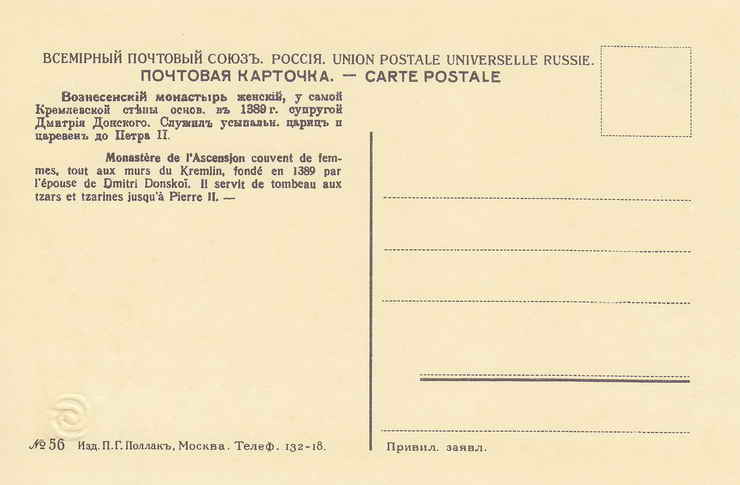 ВСЕМІРНЫЙ ПОЧТОВЫЙ СОЮЗЪ. РОССІЯ. UNION POSTALE UNIVERSELLE RUSSIE.
ПОЧТОВАЯ КАРТОЧКА. — CARTE POSTALE
Вознесенскій монастырь женскій, у самой
Кремлевской стѣны основ. въ 1389 г. супругой
Дмитрія Донского. Служилъ усыпальн. царицъ и
царевенъ до Петра II.
Monastère de l'Ascension couvent de fem-
mes, tout aux murs du Kremlin, fondé en 1389 par
l'épouse de Dmitri Donskoï. Il servit de tombeau aux
tzars et tzarines jusqu'à Pierre II. —
№ 56 Изд. П. Г. Поллакъ, Москва. Телеф. 132-18.
Привил. заявл.